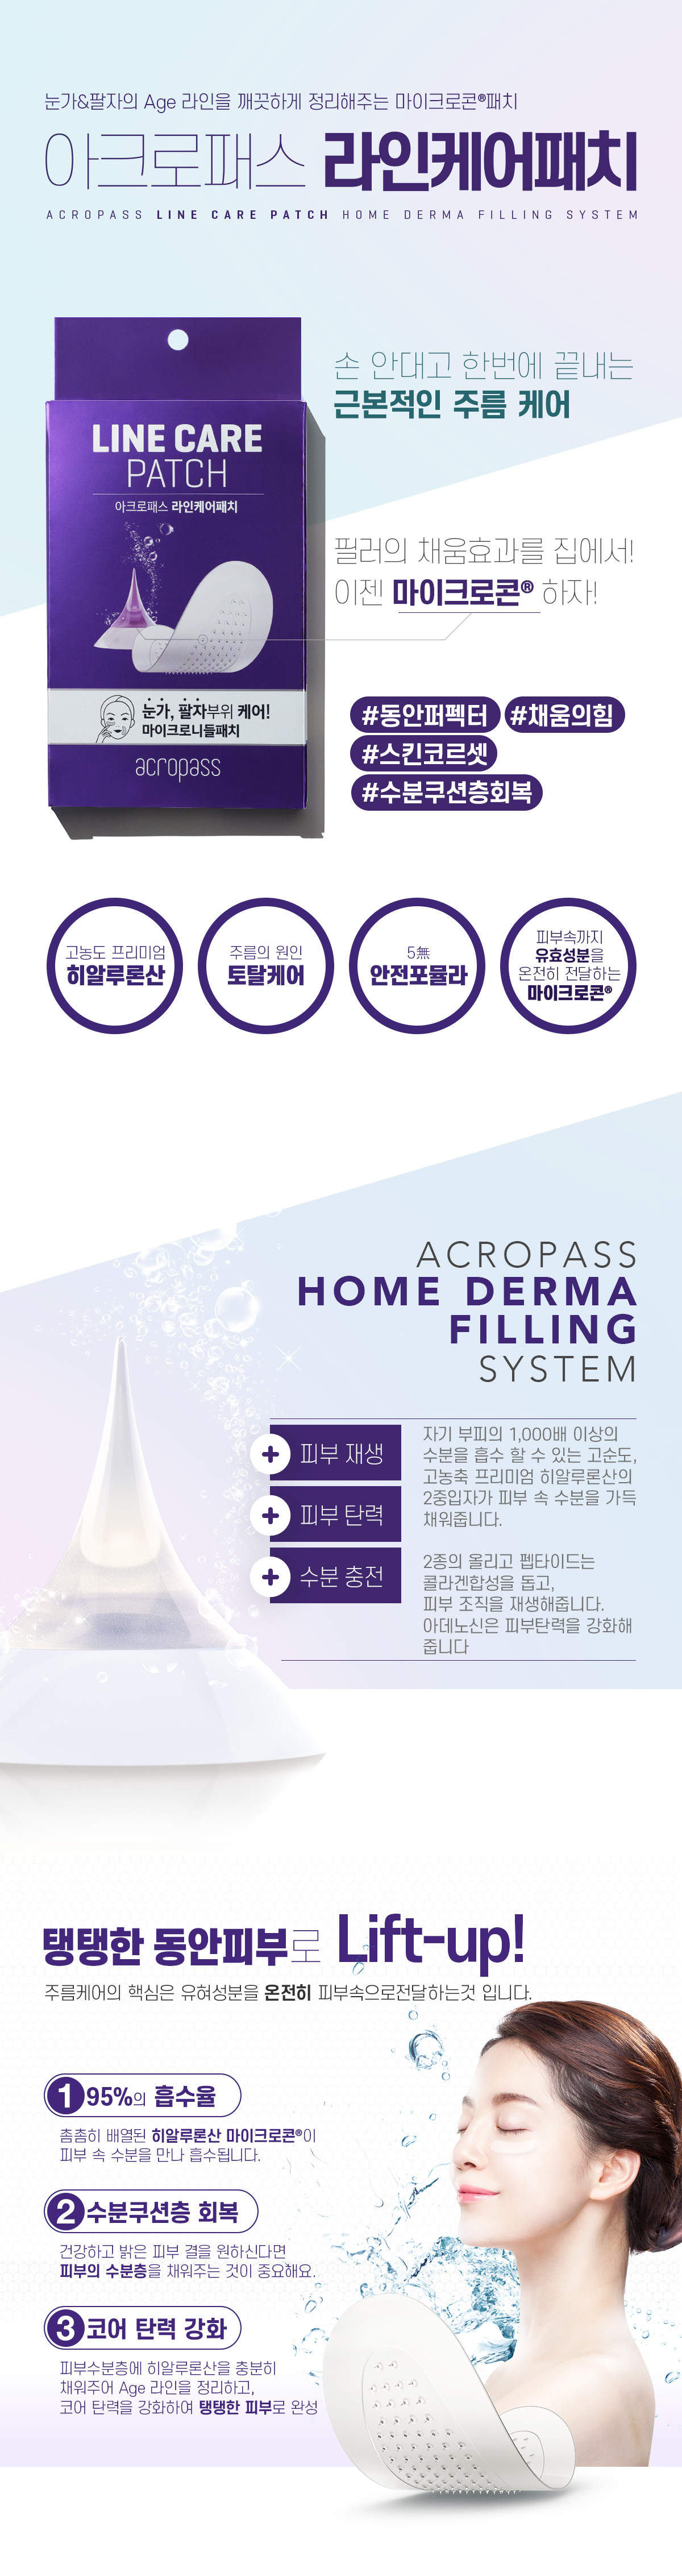 눈가&팔자의 Age 라인을 깨끗하게 정리해주는 마이크로콘®패치
아크로패스 라인케어패치
ACROPASS LINE CARE PATCH HOME DERMA FILLING SYSTEM
손 안대고 한번에 끝내는
근본적인 주름 케어
LINE CARE
PATCH
아크로패스 라인케어패치
필러의 채움효과를 집에서!
이젠 마이크로콘® 하자!
눈가, 팔자부위 케어!
마이크로니들패치
acropass
#동안퍼펙터 #채움의힘
#스킨코르셋
#수분쿠션층회복
고농도 프리미엄
히알루론산
주름의 원인
토탈케어
5無
안전포뮬라
피부속까지
유효성분을
온전히 전달하는
마이크로콘®
ACROPASS
HOME DERMA
FILLING
SYSTEM
+ 피부 재생
+ 피부 탄력
+ 수분 충전
자기 부피의 1,000배 이상의
수분을 흡수 할 수 있는 고순도,
고농축 프리미엄 히알루론산의
2중입자가 피부 속 수분을 가득
채워줍니다.
2종의 올리고 펩타이드는
콜라겐합성을 돕고,
피부 조직을 재생해줍니다.
아데노신은 피부탄력을 강화해
줍니다
탱탱한 동안피부로 Lift-up!
주름케어의 핵심은 유혀성분을 온전히 피부속으로전달하는것 입니다.
1 95%의 흡수율
촘촘히 배열된 히알루론산 마이크로콘®이
피부 속 수분을 만나 흡수됩니다.
2 수분쿠션층 회복
건강하고 밝은 피부 결을 원하신다면
피부의 수분층을 채워주는 것이 중요해요.
3 코어 탄력 강화
피부수분층에 히알루론산을 충분히
채워주어 Age 라인을 정리하고,
코어 탄력을 강화하여 탱탱한 피부로 완성